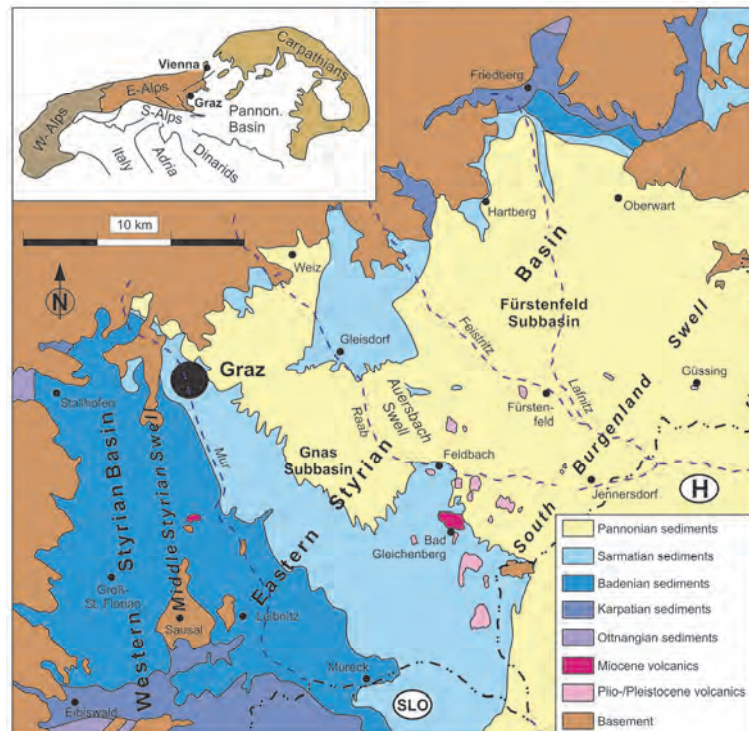 Vienna
Carpathians
E-Alps
Graz
W-Alps
S-Alps
Pannon.
Basin
Italy
Adria
Dinarids
Friedberg
10 km
N
Hartberg
Oberwart
Weiz
Basin
Fürstenfeld
Subbasin
Swell
Gleisdorf
Feistritz
Graz
Güssing
Stallhofen
Auersbach
Swell
Fürsten-
feld
Lafnitz
Raab
Burgenland
Gnas
Subbasin
Styrian
Feldbach
Mur
Western Styrian Basin
Middle Styrian Swell
Jennersdorf
H
South
Bad
Gleichenberg
Eastern
Groß-
St. Florian
Sausal
Leibnitz
Mureck
Eibiswald
SLO
Pannonian sediments
Sarmatian sediments
Badenian sediments
Karpatian sediments
Ottnangian sediments
Miocene volcanics
Plio-/Pleistocene volcanics
Basement